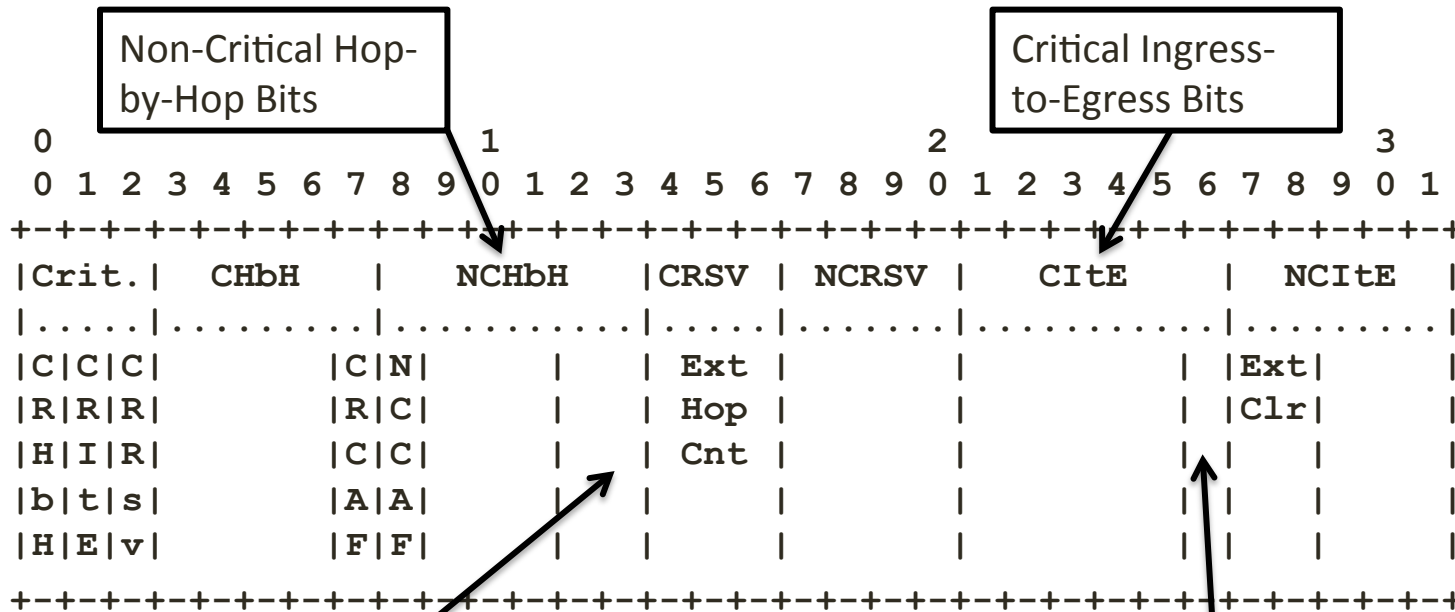 Non-Critical Hop-
by-Hop Bits
Critical Ingress-
to-Egress Bits
0 1 2 3
0 1 2 3 4 5 6 7 8 9 0 1 2 3 4 5 6 7 8 9 0 1 2 3 4 5 6 7 8 9 0 1
+-+-+-+-+-+-+-+-+-+-+-+-+-+-+-+-+-+-+-+-+-+-+-+-+-+-+-+-+-+-+-+-+
|Crit.| CHbH | NCHbH |CRSV | NCRSV | CItE | NCItE |
|.....|.........|...........|.....|.......|...........|.........|
|C|C|C| |C|N| | | Ext | | | |Ext| |
|R|R|R| |R|C| | | Hop | | | |Clr| |
|H|I|R| |C|C| | | Cnt | | | | | |
|b|t|s| |A|A| | | | | | | | |
|H|E|v| |F|F| | | | | | | | |
+-+-+-+-+-+-+-+-+-+-+-+-+-+-+-+-+-+-+-+-+-+-+-+-+-+-+-+-+-+-+-+-+